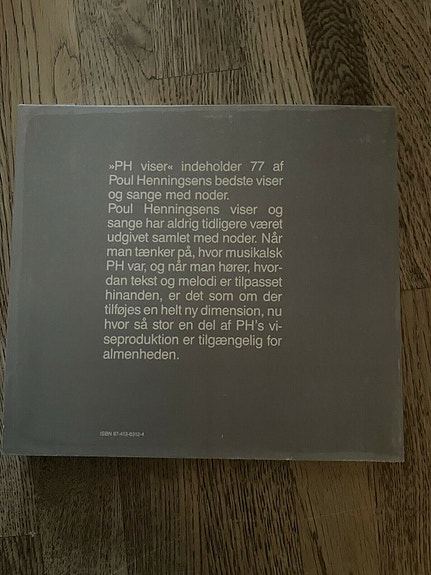 »PH viser« indeholder 77 af
Poul Henningsens bedste viser
og sange med noder.
Poul Henningsens viser og
sange har aldrig tidligere været
udgivet samlet med noder. Når
man tænker på, hvor musikalsk
PH var, og når man hører, hvor-
dan tekst og melodi er tilpasset
hinanden, er det som om der
tilføjes en helt ny dimension, nu
hvor så stor en del af PH's vi-
seproduktion er tilgængelig for
almenheden.
ISBN